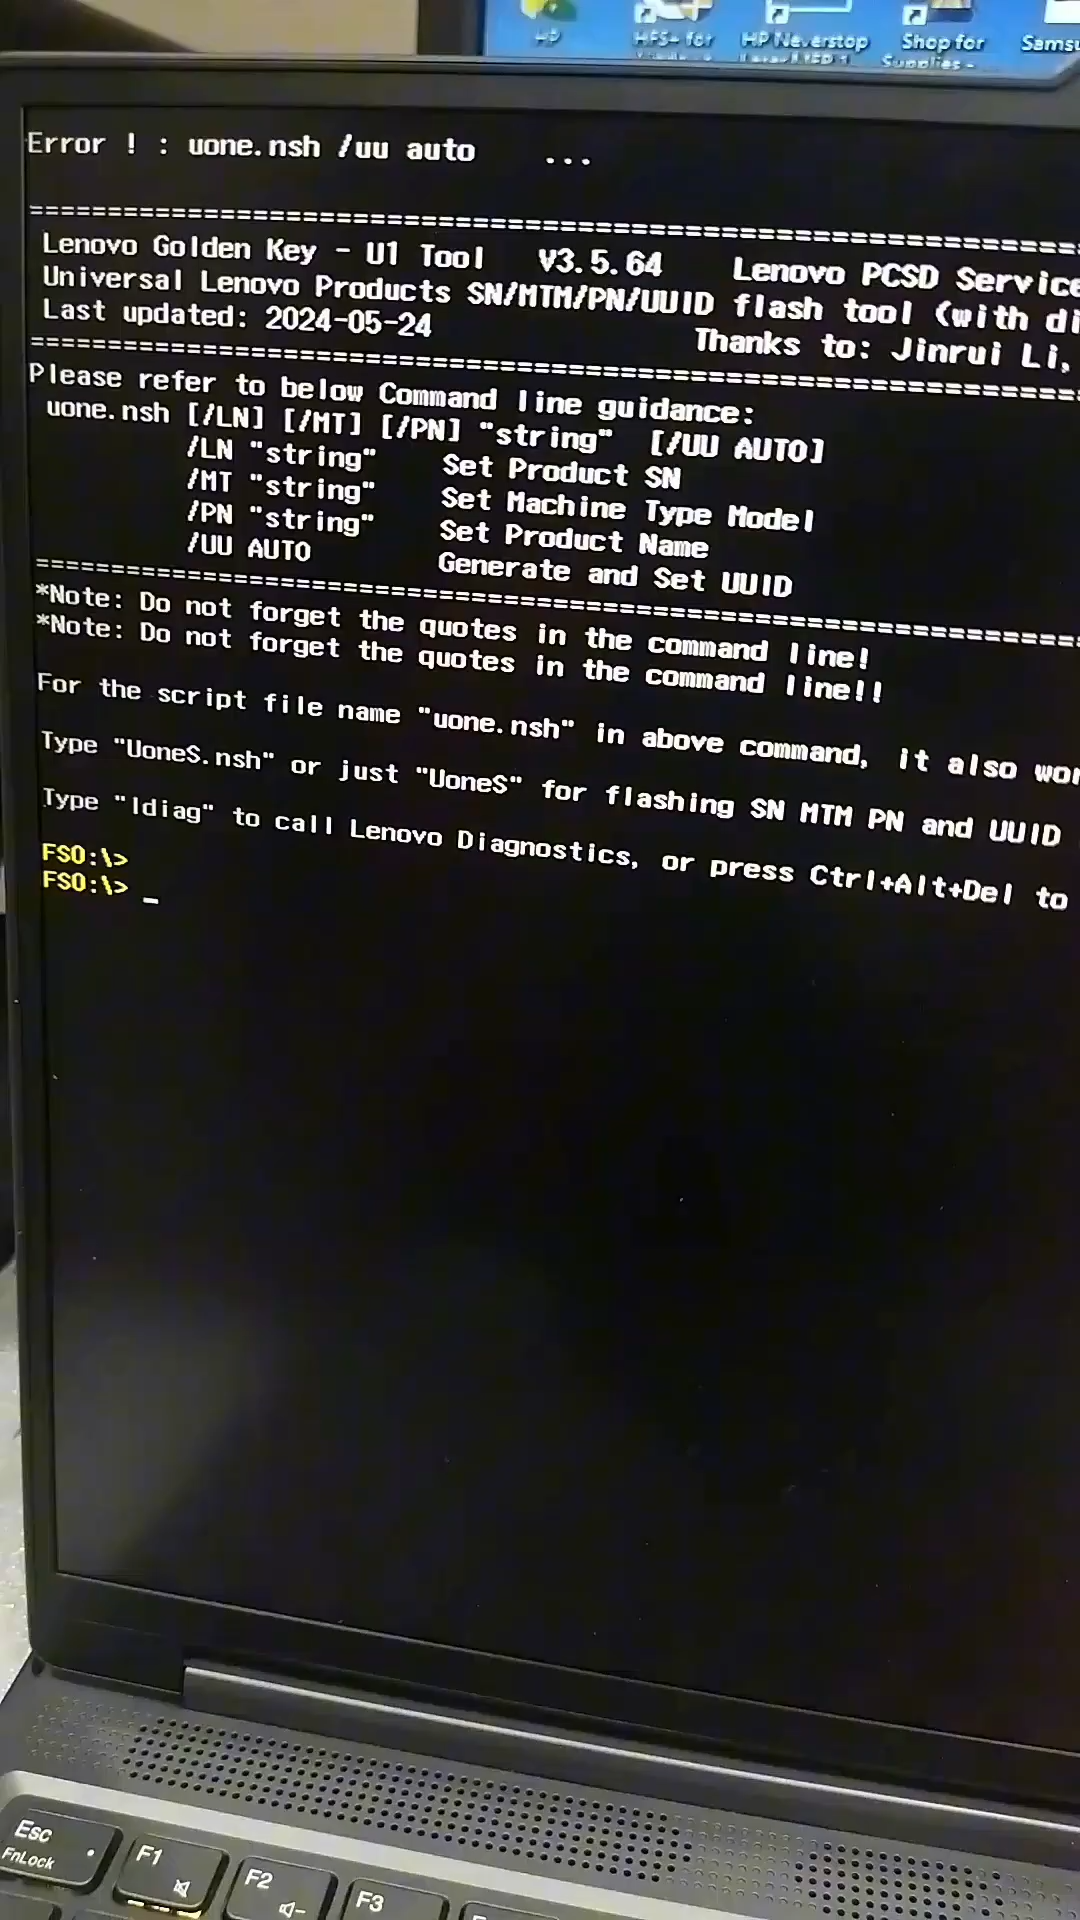 HP
HFS+ for
HP Neverstop
Shop for
Supplies -
Error ! : uone.nsh /uu auto    ...
Lenovo Golden Key - U1 Tool   V3.5.64    Lenovo PCSD Service
Universal Lenovo Products SN/MTM/PN/UUID flash tool (with di
Last updated: 2024-05-24    Thanks to: Jinrui Li,
Please refer to below Command line guidance:
uone.nsh [/LN] [/MT] [/PN] "string"  [/UU AUTO]
/LN "string"    Set Product SN
/MT "string"    Set Machine Type Model
/PN "string"    Set Product Name
/UU AUTO    Generate and Set UUID
*Note: Do not forget the quotes in the command line!
*Note: Do not forget the quotes in the command line!!
For the script file name "uone.nsh" in above command, it also wor
Type "Uone$.nsh" or just "Uone$" for flashing SN MTM PN and UUID
Type "ldiag" to call Lenovo Diagnostics, or press Ctrl+Alt+Del to
FS0:\>
FS0:\> _
Esc
FnLock
F1
F2
F3